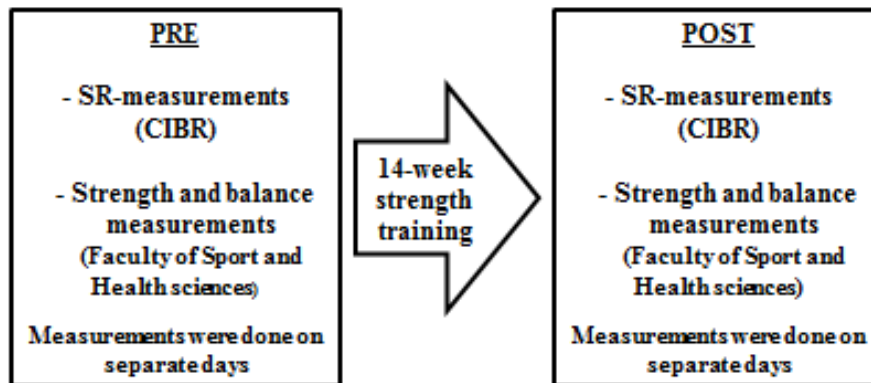 PRE
- SR-measurements
(CIBR)
- Strength and balance
measurements
(Faculty of Sport and
Health sciences)
Measurements were done on
separate days
14-week
strength
training
POST
- SR-measurements
(CIBR)
- Strength and balance
measurements
(Faculty of Sport and
Health sciences)
Measurements were done on
separate days